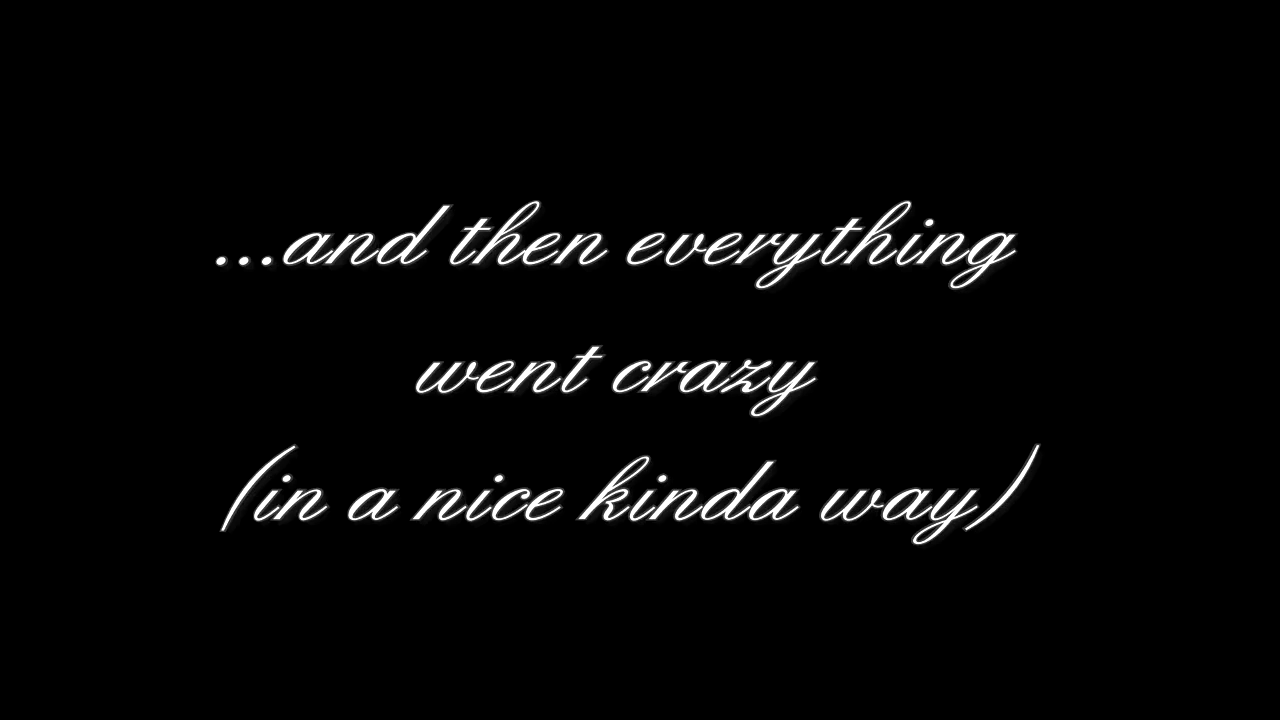 ...and then everything
went crazy
(in a nice kinda way)